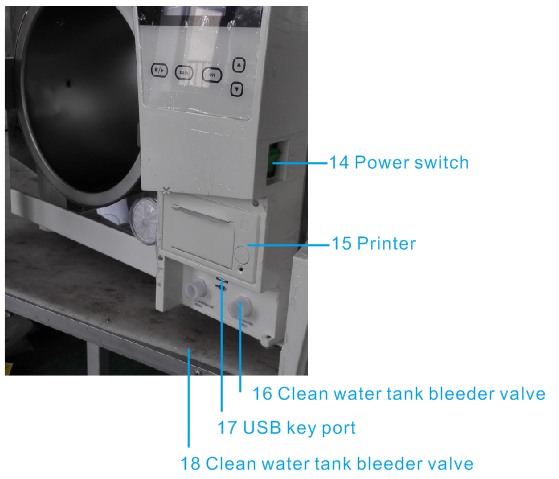 14 Power switch
15 Printer
16 Clean water tank bleeder valve
17 USB key port
18 Clean water tank bleeder valve